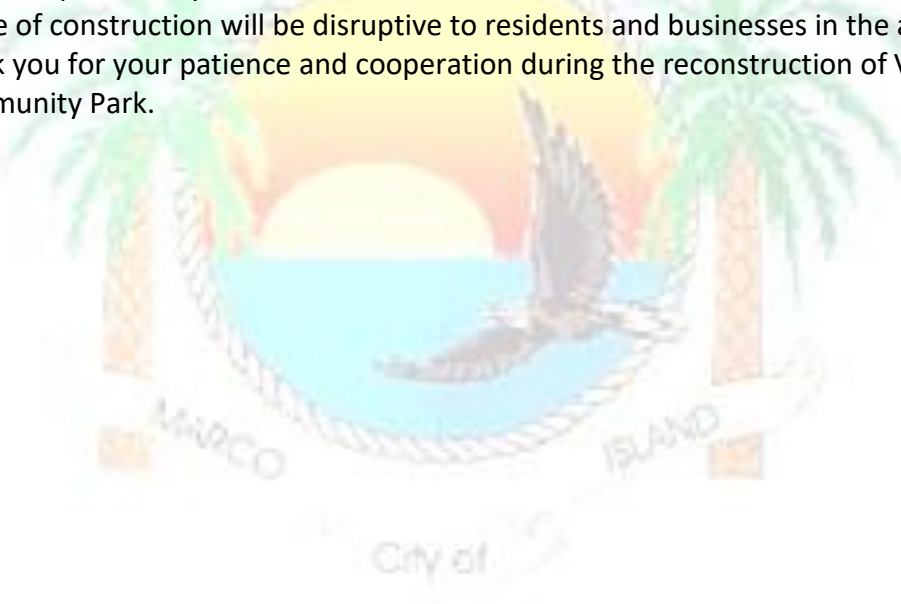 e of construction will be disruptive to residents and businesses in the a
k you for your patience and cooperation during the reconstruction of V
munity Park.
MARCO ISLAND
City of